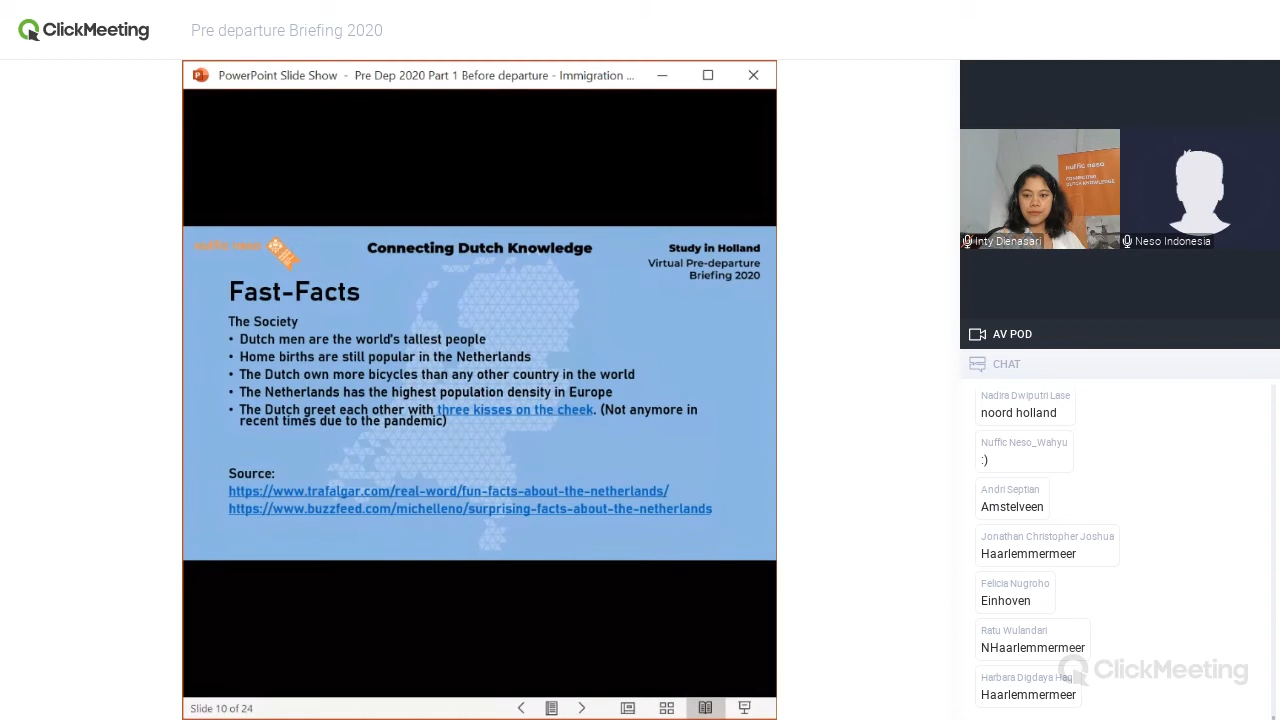 ClickMeeting
Pre departure Briefing 2020
PowerPoint Slide Show - Pre Dep 2020 Part 1 Before departure - Immigration ...
nuffic neso
Connecting Dutch Knowledge
Study in Holland
Virtual Pre-departure
Briefing 2020
Fast-Facts
The Society
• Dutch men are the world's tallest people
• Home births are still popular in the Netherlands
• The Dutch own more bicycles than any other country in the world
• The Netherlands has the highest population density in Europe
• The Dutch greet each other with three kisses on the cheek. (Not anymore in
recent times due to the pandemic)
Source:
https://www.trafalgar.com/real-word/fun-facts-about-the-netherlands/
https://www.buzzfeed.com/michelleno/surprising-facts-about-the-netherlands
Slide 10 of 24
nuffic neso
CONNECTING
DUTCH KNOWLEDGE
Inty Dienasari
Neso Indonesia
AV POD
CHAT
Nadira Dwiputri Lase
noord holland
Nuffic Neso_Wahyu
:)
Andri Septian
Amstelveen
Jonathan Christopher Joshua
Haarlemmermeer
Felicia Nugroho
Einhoven
Ratu Wulandari
NHaarlemmermeer
Harbara Digdaya Haq
Haarlemmermeer
ClickMeeting